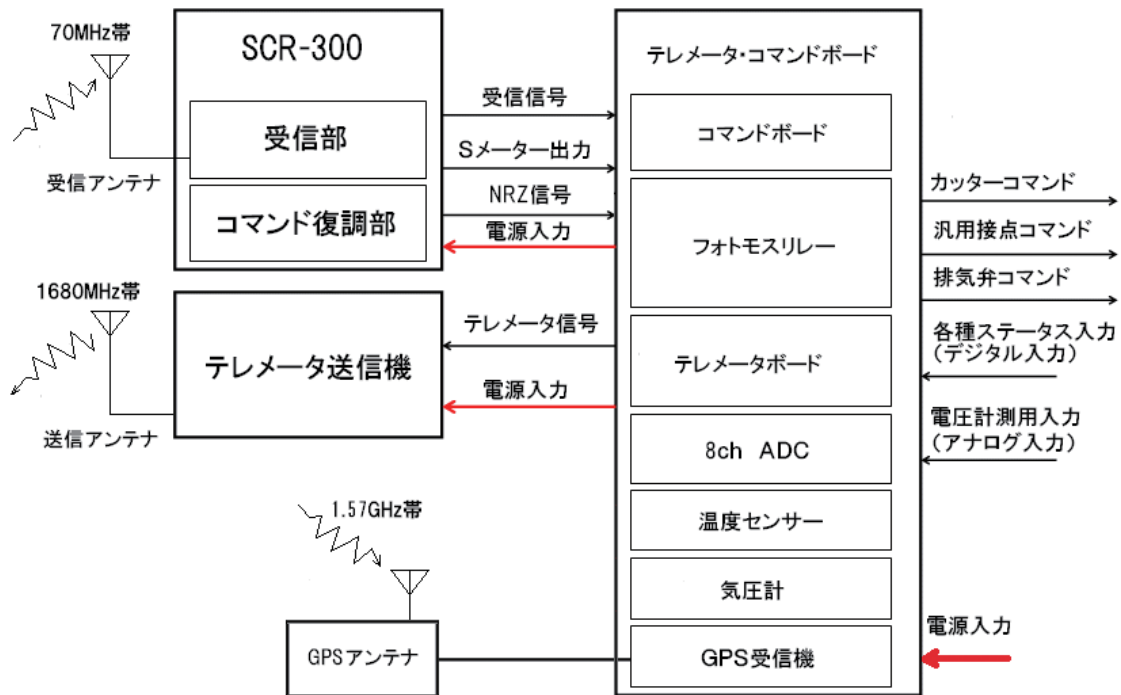 70MHz帯
受信アンテナ
SCR-300
受信部
コマンド復調部
受信信号
Sメーター出力
NRZ信号
電源入力
1680MHz帯
送信アンテナ
テレメータ送信機
テレメータ信号
電源入力
1.57GHz帯
GPSアンテナ
テレメータ・コマンドボード
コマンドボード
フォトモスリレー
テレメータボード
8ch ADC
温度センサー
気圧計
GPS受信機
カッターコマンド
汎用接点コマンド
排気弁コマンド
各種ステータス入力
(デジタル入力)
電圧計測用入力
(アナログ入力)
電源入力